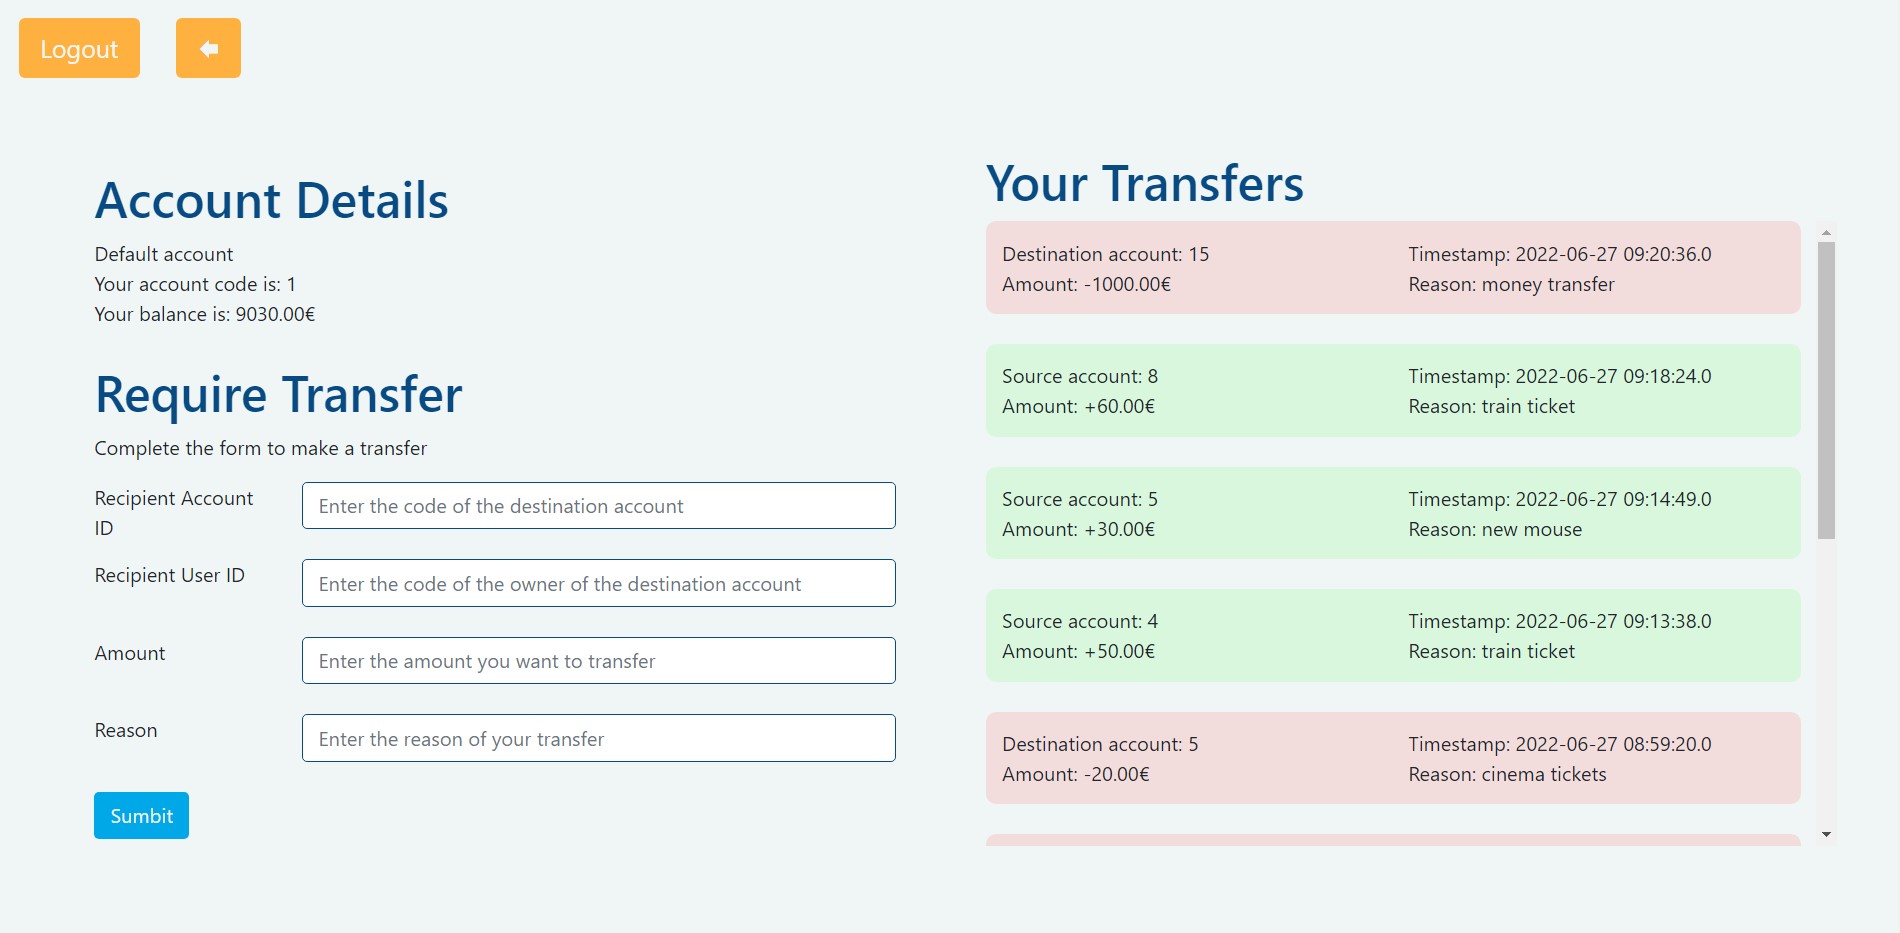 Logout
Account Details
Default account
Your account code is: 1
Your balance is: 9030.00€
Require Transfer
Complete the form to make a transfer
Recipient Account
ID
Enter the code of the destination account
Recipient User ID
Enter the code of the owner of the destination account
Amount
Enter the amount you want to transfer
Reason
Enter the reason of your transfer
Sumbit
Your Transfers
Destination account: 15
Timestamp: 2022-06-27 09:20:36.0
Amount: -1000.00€
Reason: money transfer
Source account: 8
Timestamp: 2022-06-27 09:18:24.0
Amount: +60.00€
Reason: train ticket
Source account: 5
Timestamp: 2022-06-27 09:14:49.0
Amount: +30.00€
Reason: new mouse
Source account: 4
Timestamp: 2022-06-27 09:13:38.0
Amount: +50.00€
Reason: train ticket
Destination account: 5
Timestamp: 2022-06-27 08:59:20.0
Amount: -20.00€
Reason: cinema tickets